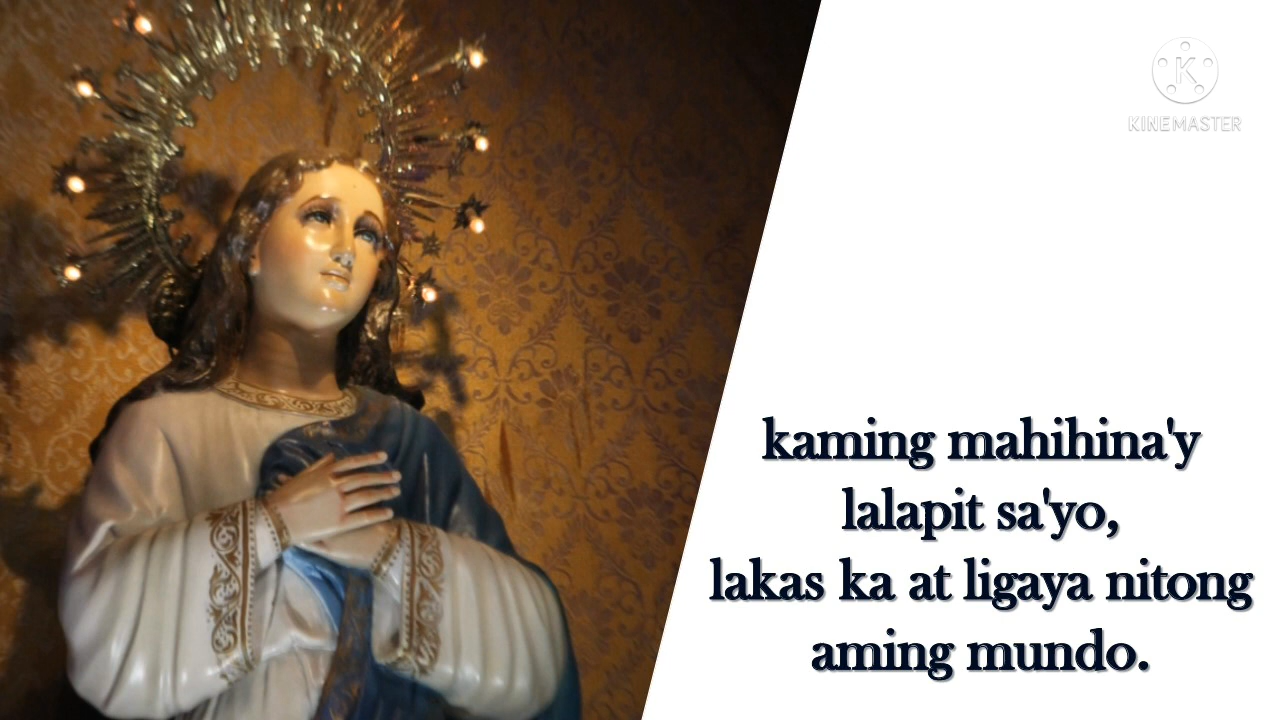 KINEMASTER
kaming mahihina'y
lalapit sa'yo,
lakas ka at ligaya nitong
aming mundo.